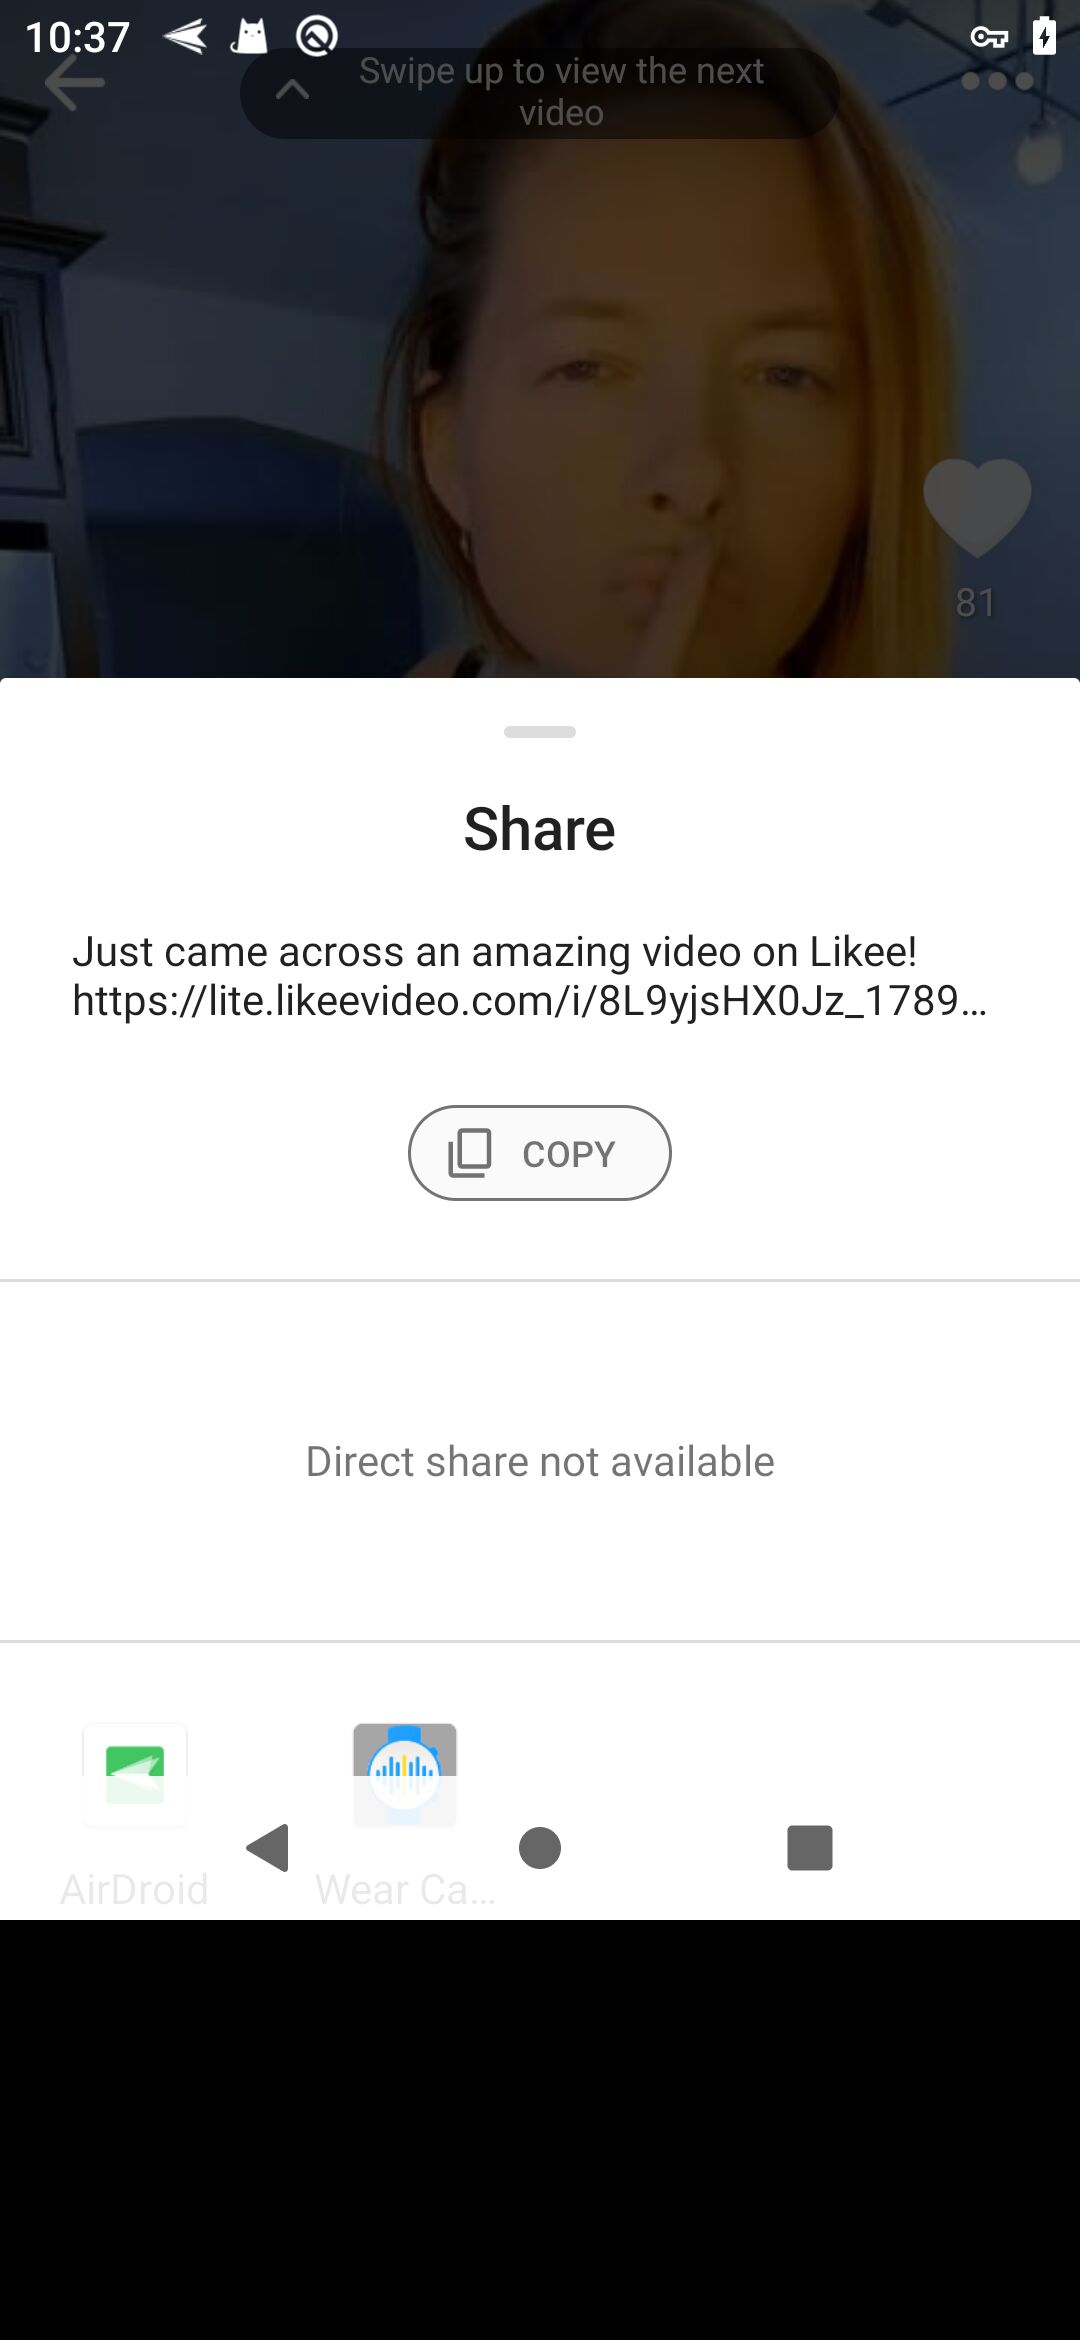 10:37
Swipe up to view the next
video
81
Share
Just came across an amazing video on Likee!
https://lite.likeevideo.com/i/8L9yjsHX0Jz_1789…
COPY
Direct share not available
AirDroid
Wear Ca…